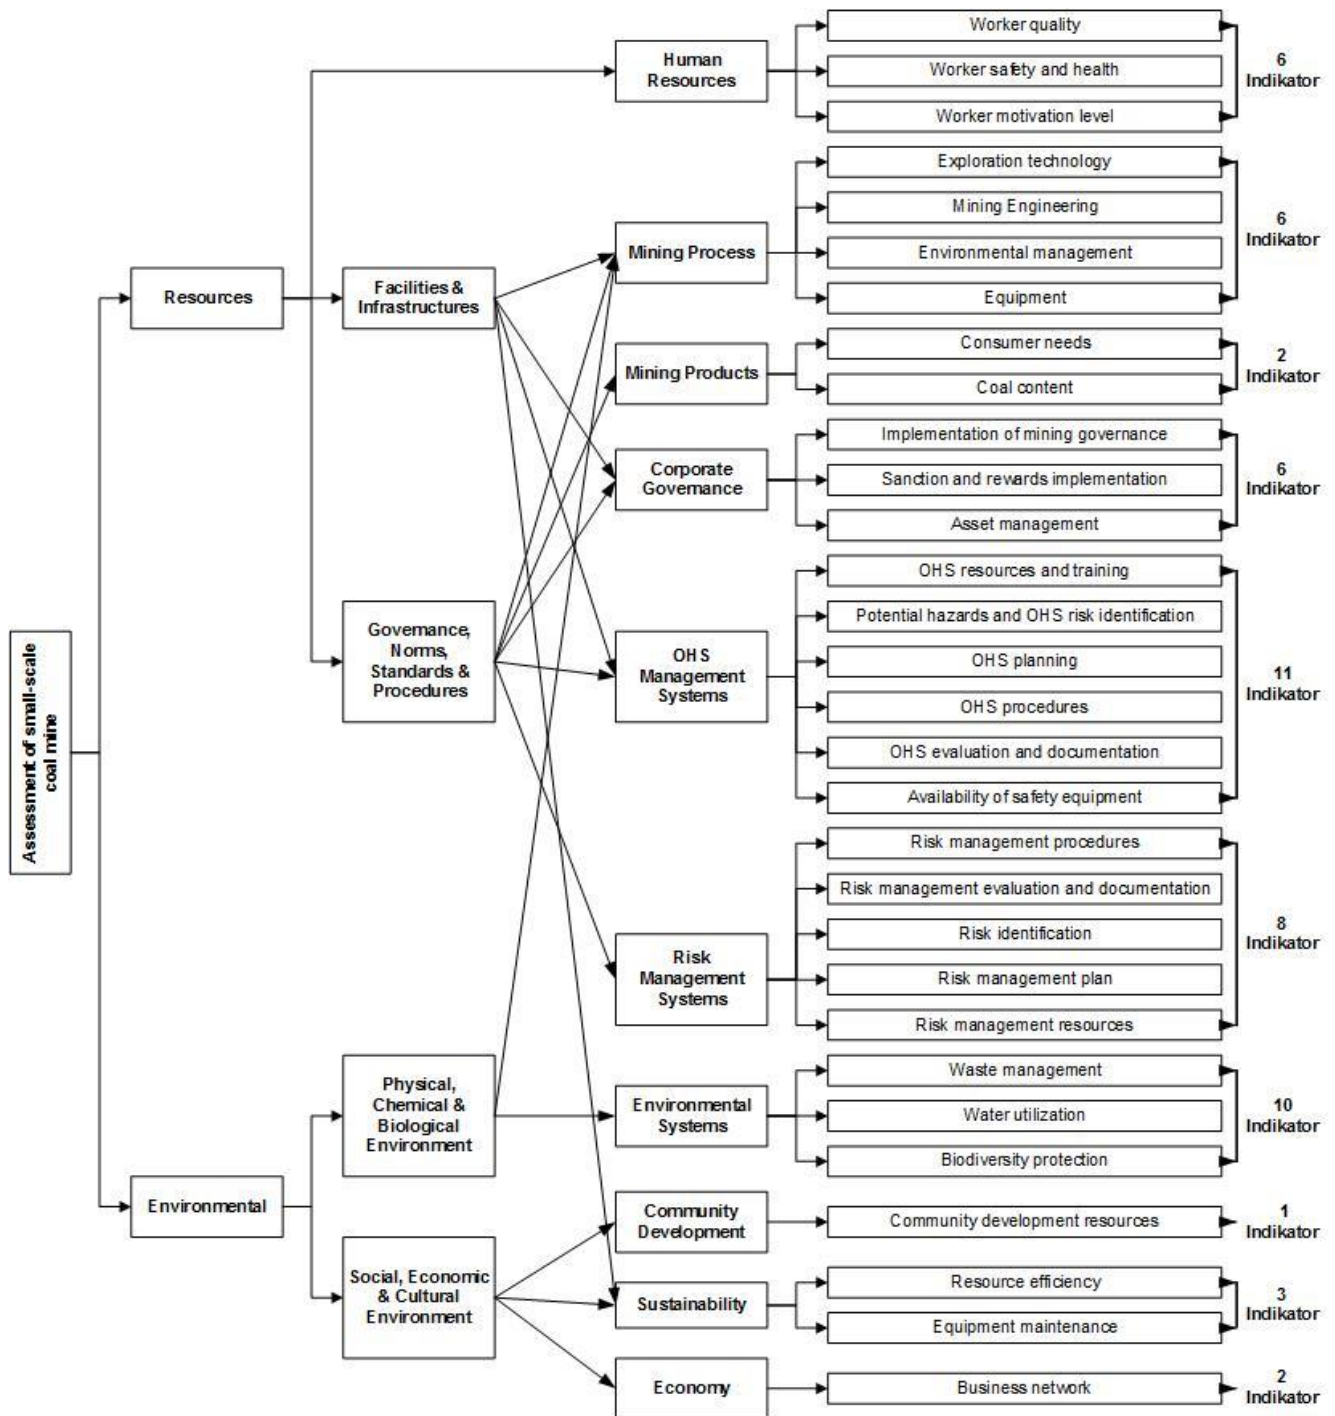 Assessment of small-scale
coal mine
Resources
Environmental
Facilities &
Infrastructures
Governance,
Norms,
Standards &
Procedures
Physical,
Chemical &
Biological
Environment
Social, Economic
& Cultural
Environment
Human
Resources
Mining Process
Mining Products
Corporate
Governance
OHS
Management
Systems
Risk
Management
Systems
Environmental
Systems
Community
Development
Sustainability
Economy
Worker quality
Worker safety and health
Worker motivation level
Exploration technology
Mining Engineering
Environmental management
Equipment
Consumer needs
Coal content
Implementation of mining governance
Sanction and rewards implementation
Asset management
OHS resources and training
Potential hazards and OHS risk identification
OHS planning
OHS procedures
OHS evaluation and documentation
Availability of safety equipment
Risk management procedures
Risk management evaluation and documentation
Risk identification
Risk management plan
Risk management resources
Waste management
Water utilization
Biodiversity protection
Community development resources
Resource efficiency
Equipment maintenance
Business network
6
Indikator
6
Indikator
2
Indikator
6
Indikator
11
Indikator
8
Indikator
10
Indikator
1
Indikator
3
Indikator
2
Indikator